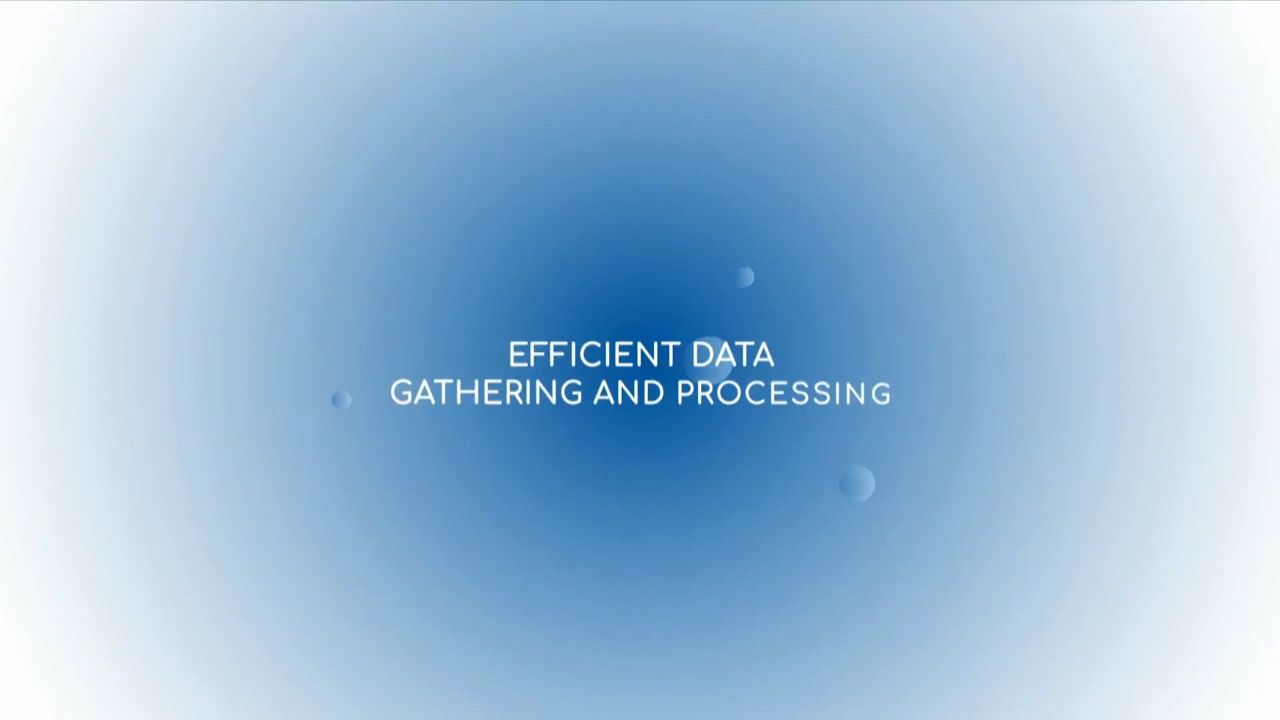 EFFICIENT DATA
GATHERING AND PROCESSING